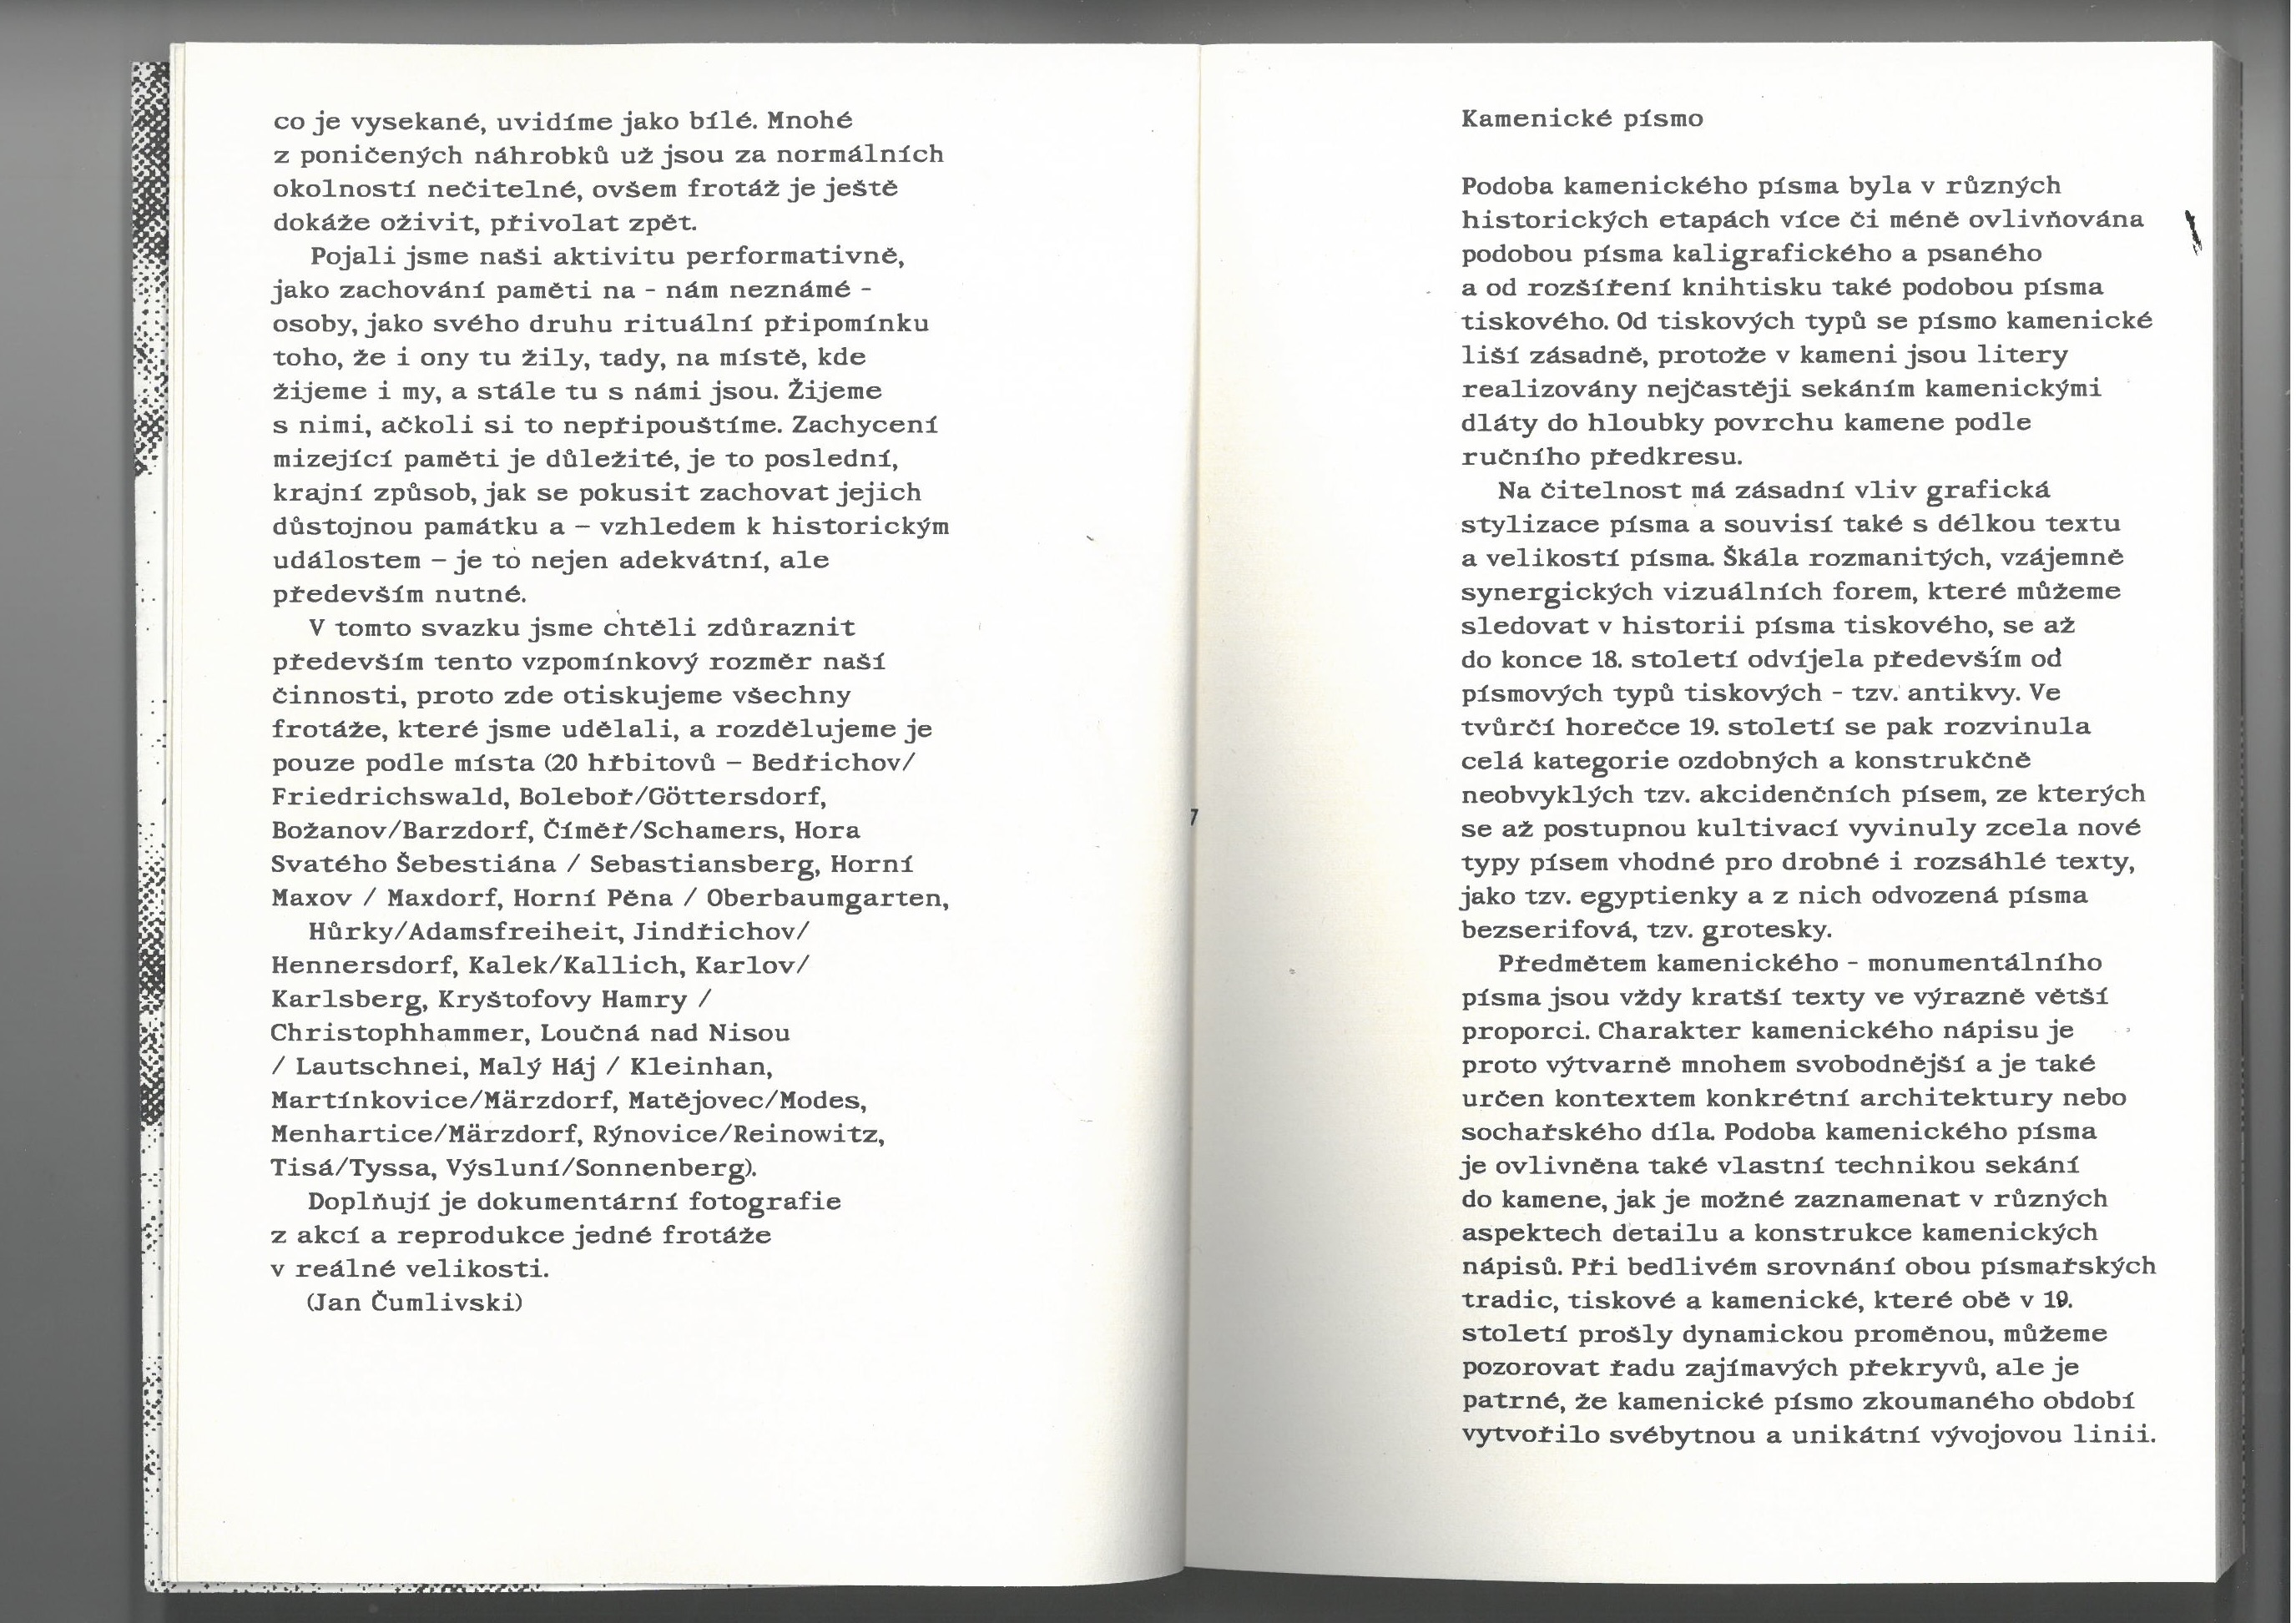 co je vysekané, uvidíme jako bílé. Mnohé
z poničených náhrobků už jsou za normálních
okolností nečitelné, ovšem frotáž je ještě
dokáže oživit, přivolat zpět.
Pojali jsme naši aktivitu performativně,
jako zachování paměti na - nám neznámé -
osoby, jako svého druhu rituální připomínku
toho, že i ony tu žily, tady, na místě, kde
žijeme i my, a stále tu s námi jsou. Žijeme
s nimi, ačkoli si to nepřipouštíme. Zachycení
mizející paměti je důležité, je to poslední,
krajní způsob, jak se pokusit zachovat jejich
důstojnou památku a – vzhledem k historickým
událostem – je to nejen adekvátní, ale
především nutné.
V tomto svazku jsme chtěli zdůraznit
především tento vzpomínkový rozměr naší
činnosti, proto zde otiskujeme všechny
frotáže, které jsme udělali, a rozdělujeme je
pouze podle místa (20 hřbitovů – Bedřichov/
Friedrichswald, Boleboř/Göttersdorf,
Božanov/Barzdorf, Číměř/Schamers, Hora
Svatého Šebestiána / Sebastiansberg, Horní
Maxov / Maxdorf, Horní Pěna / Oberbaumgarten,
Hůrky/Adamsfreiheit, Jindřichov/
Hennersdorf, Kalek/Kallich, Karlov/
Karlsberg, Kryštofovy Hamry /
Christophhammer, Loučná nad Nisou
/ Lautschnei, Malý Háj / Kleinhan,
Martínkovice/Märzdorf, Matějovec/Modes,
Menhartice/Märzdorf, Rýnovice/Reinowitz,
Tisá/Tyssa, Výsluní/Sonnenberg).
Doplňují je dokumentární fotografie
z akcí a reprodukce jedné frotáže
v reálné velikosti.
(Jan Čumlivski)
7
Kamenické písmo
Podoba kamenického písma byla v různých
historických etapách více či méně ovlivňována
podobou písma kaligrafického a psaného
a od rozšíření knihtisku také podobou písma
tiskového. Od tiskových typů se písmo kamenické
liší zásadně, protože v kameni jsou litery
realizovány nejčastěji sekáním kamenickými
dláty do hloubky povrchu kamene podle
ručního předkresu.
Na čitelnost má zásadní vliv grafická
stylizace písma a souvisí také s délkou textu
a velikostí písma. Škála rozmanitých, vzájemně
synergických vizuálních forem, které můžeme
sledovat v historii písma tiskového, se až
do konce 18. století odvíjela především od
písmových typů tiskových - tzv. antikvy. Ve
tvůrčí horečce 19. století se pak rozvinula
celá kategorie ozdobných a konstrukčně
neobvyklých tzv. akcidenčních písem, ze kterých
se až postupnou kultivací vyvinuly zcela nové
typy písem vhodné pro drobné i rozsáhlé texty,
jako tzv. egyptienky a z nich odvozená písma
bezserifová, tzv. grotesky.
Předmětem kamenického - monumentálního
písma jsou vždy kratší texty ve výrazně větší
proporci. Charakter kamenického nápisu je
proto výtvarně mnohem svobodnější a je také
určen kontextem konkrétní architektury nebo
sochařského díla. Podoba kamenického písma
je ovlivněna také vlastní technikou sekání
do kamene, jak je možné zaznamenat v různých
aspektech detailu a konstrukce kamenických
nápisů. Při bedlivém srovnání obou písmařských
tradic, tiskové a kamenické, které obě v 19.
století prošly dynamickou proměnou, můžeme
pozorovat řadu zajímavých překryvů, ale je
patrné, že kamenické písmo zkoumaného období
vytvořilo svébytnou a unikátní vývojovou linii.